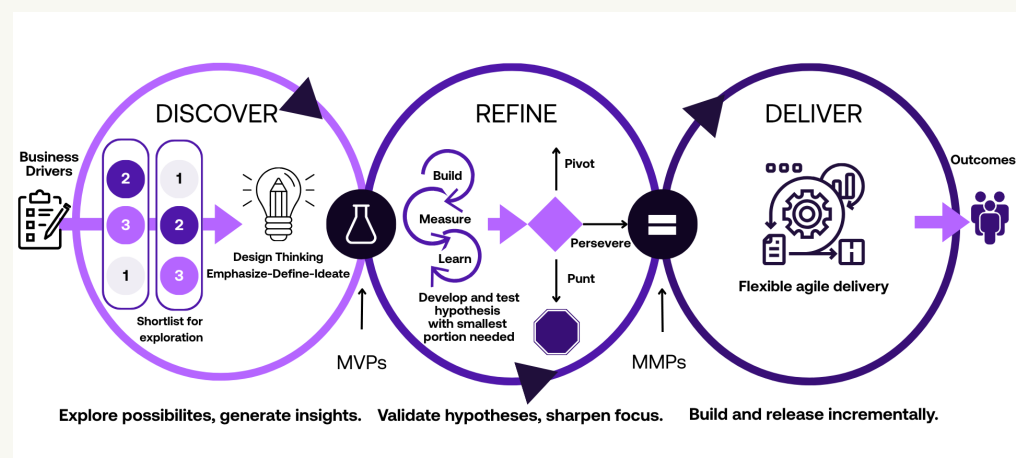 DISCOVER
REFINE
DELIVER
Business
Drivers
2
3
1
1
2
3
Shortlist for
exploration
Design Thinking
Emphasize-Define-Ideate
Build
Measure
Learn
Develop and test
hypothesis
with smallest
portion needed
Pivot
Persevere
Punt
Flexible agile delivery
Outcomes
MVPs
MMPs
Explore possibilites, generate insights.
Validate hypotheses, sharpen focus.
Build and release incrementally.